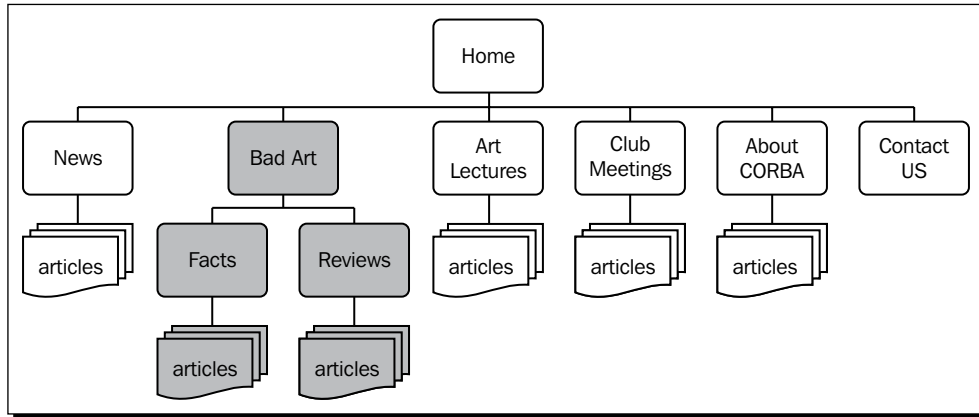 Home
News
Bad Art
Art
Lectures
Club
Meetings
About
CORBA
Contact
US
articles
Facts
Reviews
articles
articles
articles
articles
articles